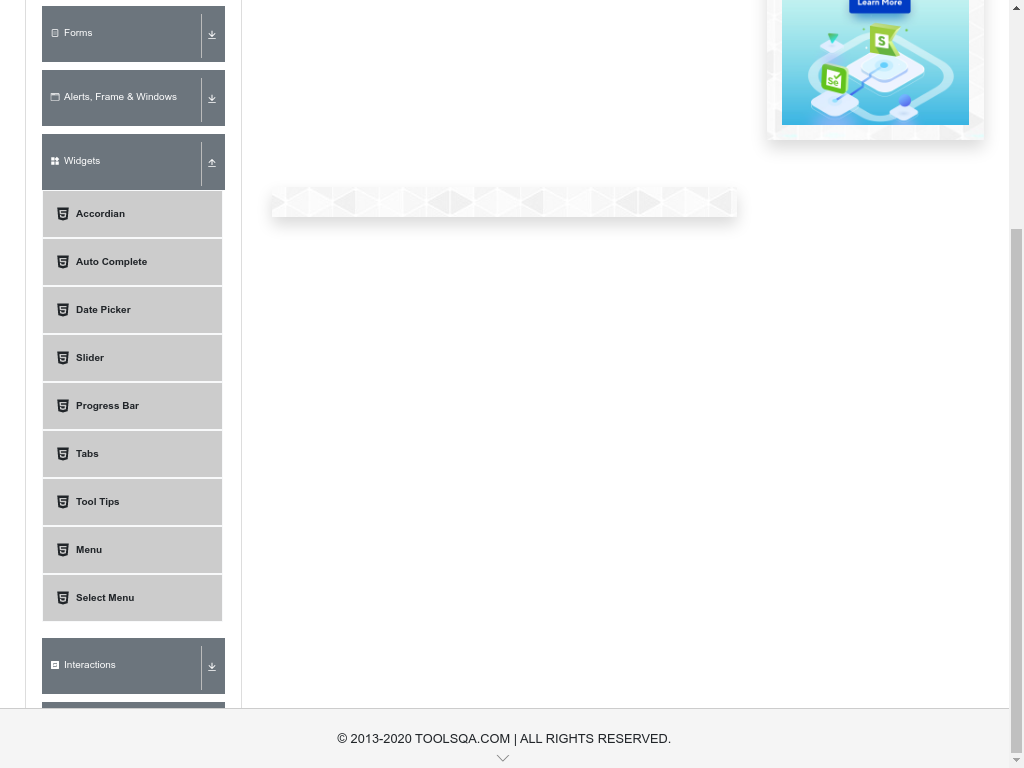 Learn More
Forms
Alerts, Frame & Windows
Widgets
Accordian
Auto Complete
Date Picker
Slider
Progress Bar
Tabs
Tool Tips
Menu
Select Menu
Interactions
© 2013-2020 TOOLSQA.COM | ALL RIGHTS RESERVED.